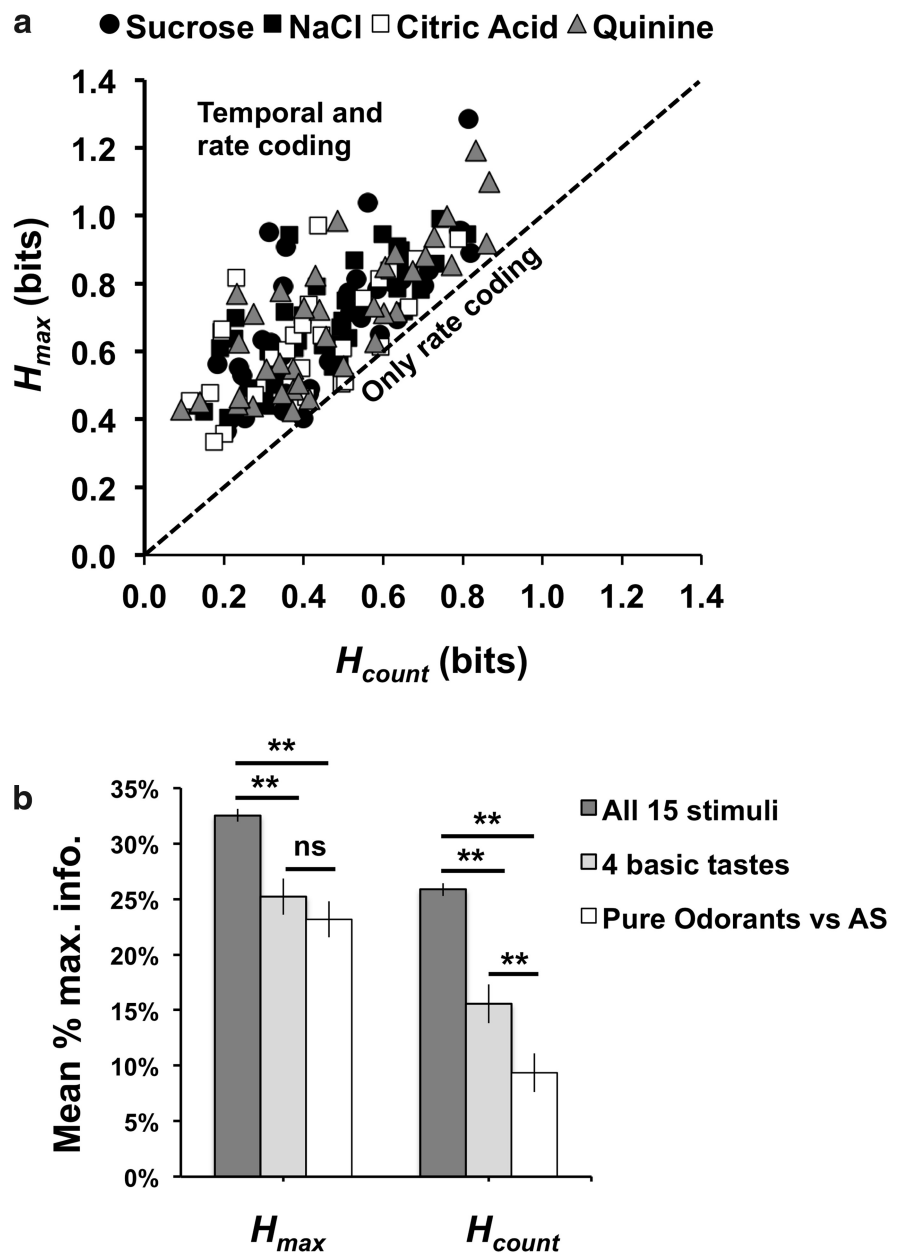 a
Sucrose NaCl Citric Acid Quinine
1.4
Temporal and
rate coding
1.2
1.0
0.8
0.6
0.4
0.2
0.0
Only rate coding
Hmax (bits)
0.0 0.2 0.4 0.6 0.8 1.0 1.2 1.4
Hcount (bits)
b
**
**
ns
**
**
**
35%
30%
25%
20%
15%
10%
5%
0%
Mean % max. info.
All 15 stimuli
4 basic tastes
Pure Odorants vs AS
Hmax Hcount